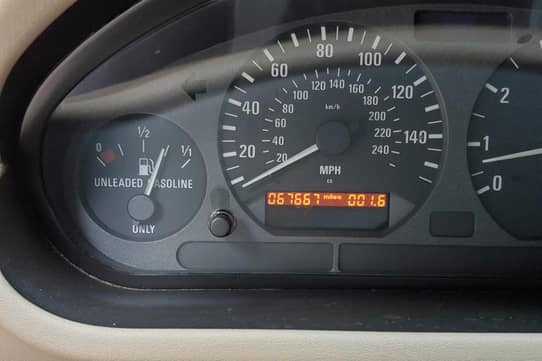 0 1/2 1/1
UNLEADED GASOLINE
ONLY
20 40 60 80 100 120 140
20 40 60 80 100 120 140 160 180 200 220 240
km/h
MPH
067667 miles 001.6
0 1 2